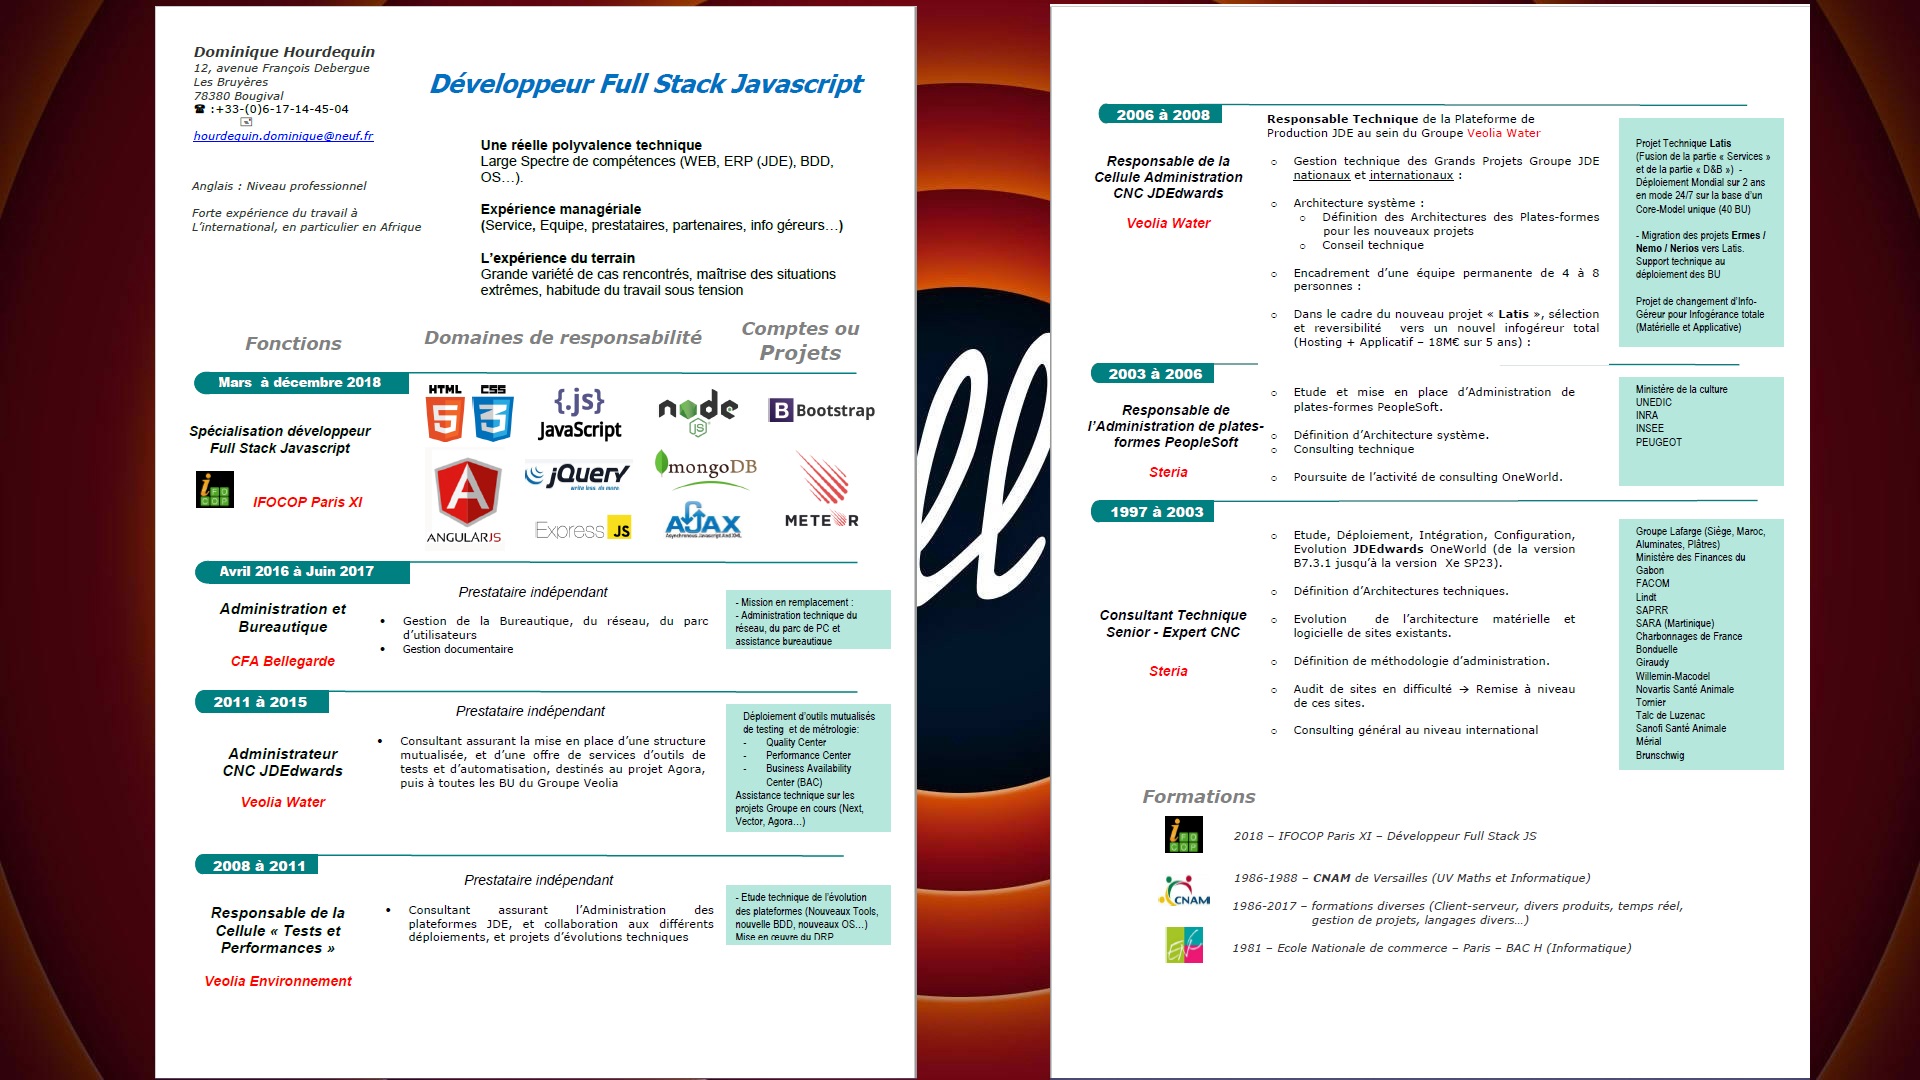 Dominique Hourdequin
12, avenue François Debergue
Les Bruyères
78380 Bougival
☎ :+33-(0)6-17-14-45-04
hourdequin.dominique@neuf.fr
Anglais : Niveau professionnel
Forte expérience du travail à
L’international, en particulier en Afrique
Développeur Full Stack Javascript
Une réelle polyvalence technique
Large Spectre de compétences (WEB, ERP (JDE), BDD,
OS…).
Expérience managériale
(Service, Equipe, prestataires, partenaires, info géreurs…)
L’expérience du terrain
Grande variété de cas rencontrés, maîtrise des situations
extrêmes, habitude du travail sous tension
Fonctions
Domaines de responsabilité
Comptes ou
Projets
Mars à décembre 2018
Spécialisation développeur
Full Stack Javascript
iFOCOP
IFOCOP Paris XI
HTML
5
CSS
3
{.js}
JavaScript
node
JS
B Bootstrap
A
ANGULARJS
jQuery
write less. do more.
mongoDB
METEOR
Express JS
AJAX
Asynchronous Javascript And XML
Avril 2016 à Juin 2017
Administration et
Bureautique
CFA Bellegarde
Prestataire indépendant
• Gestion de la Bureautique, du réseau, du parc
d’utilisateurs
• Gestion documentaire
- Mission en remplacement :
- Administration technique du
réseau, du parc de PC et
assistance bureautique
2011 à 2015
Administrateur
CNC JDEdwards
Veolia Water
Prestataire indépendant
• Consultant assurant la mise en place d’une structure
mutualisée, et d’une offre de services d’outils de
tests et d’automatisation, destinés au projet Agora,
puis à toutes les BU du Groupe Veolia
Déploiement d’outils mutualisés
de testing et de métrologie:
- Quality Center
- Performance Center
- Business Availability
Center (BAC)
Assistance technique sur les
projets Groupe en cours (Next,
Vector, Agora…)
2008 à 2011
Responsable de la
Cellule « Tests et
Performances »
Veolia Environnement
Prestataire indépendant
• Consultant assurant l’Administration des
plateformes JDE, et collaboration aux différents
déploiements, et projets d’évolutions techniques
- Etude technique de l’évolution
des plateformes (Nouveaux Tools,
nouvelle BDD, nouveaux OS…)
Mise en œuvre du DRP
ll
2006 à 2008
Responsable de la
Cellule Administration
CNC JDEdwards
Veolia Water
Responsable Technique de la Plateforme de
Production JDE au sein du Groupe Veolia Water
o Gestion technique des Grands Projets Groupe JDE
nationaux et internationaux :
o Architecture système :
o Définition des Architectures des Plates-formes
pour les nouveaux projets
o Conseil technique
o Encadrement d’une équipe permanente de 4 à 8
personnes :
o Dans le cadre du nouveau projet « Latis », sélection
et reversibilité vers un nouvel infogéreur total
(Hosting + Applicatif – 18M€ sur 5 ans) :
Projet Technique Latis
(Fusion de la partie « Services »
et de la partie « D&B ») -
Déploiement Mondial sur 2 ans
en mode 24/7 sur la base d’un
Core-Model unique (40 BU)
- Migration des projets Ermes /
Nemo / Nerios vers Latis.
Support technique au
déploiement des BU
Projet de changement d’Info-
Géreur pour Infogérance totale
(Matérielle et Applicative)
2003 à 2006
Responsable de
l’Administration de plates-
formes PeopleSoft
Steria
o Etude et mise en place d’Administration de
plates-formes PeopleSoft.
o Définition d’Architecture système.
o Consulting technique
o Poursuite de l’activité de consulting OneWorld.
Ministère de la culture
UNEDIC
INRA
INSEE
PEUGEOT
1997 à 2003
Consultant Technique
Senior - Expert CNC
Steria
o Etude, Déploiement, Intégration, Configuration,
Evolution JDEdwards OneWorld (de la version
B7.3.1 jusqu’à la version Xe SP23).
o Définition d’Architectures techniques.
o Evolution de l’architecture matérielle et
logicielle de sites existants.
o Définition de méthodologie d’administration.
o Audit de sites en difficulté → Remise à niveau
de ces sites.
o Consulting général au niveau international
Groupe Lafarge (Siège, Maroc,
Aluminates, Plâtres)
Ministère des Finances du
Gabon
FACOM
Lindt
SAPRR
SARA (Martinique)
Charbonnages de France
Bonduelle
Giraudy
Willemin-Macodel
Novartis Santé Animale
Tornier
Talc de Luzenac
Sanofi Santé Animale
Mérial
Brunschwig
Formations
iFOCOP
2018 – IFOCOP Paris XI – Développeur Full Stack JS
CNAM
1986-1988 – CNAM de Versailles (UV Maths et Informatique)
1986-2017 – formations diverses (Client-serveur, divers produits, temps réel,
gestion de projets, langages divers…)
1981 – Ecole Nationale de commerce – Paris – BAC H (Informatique)